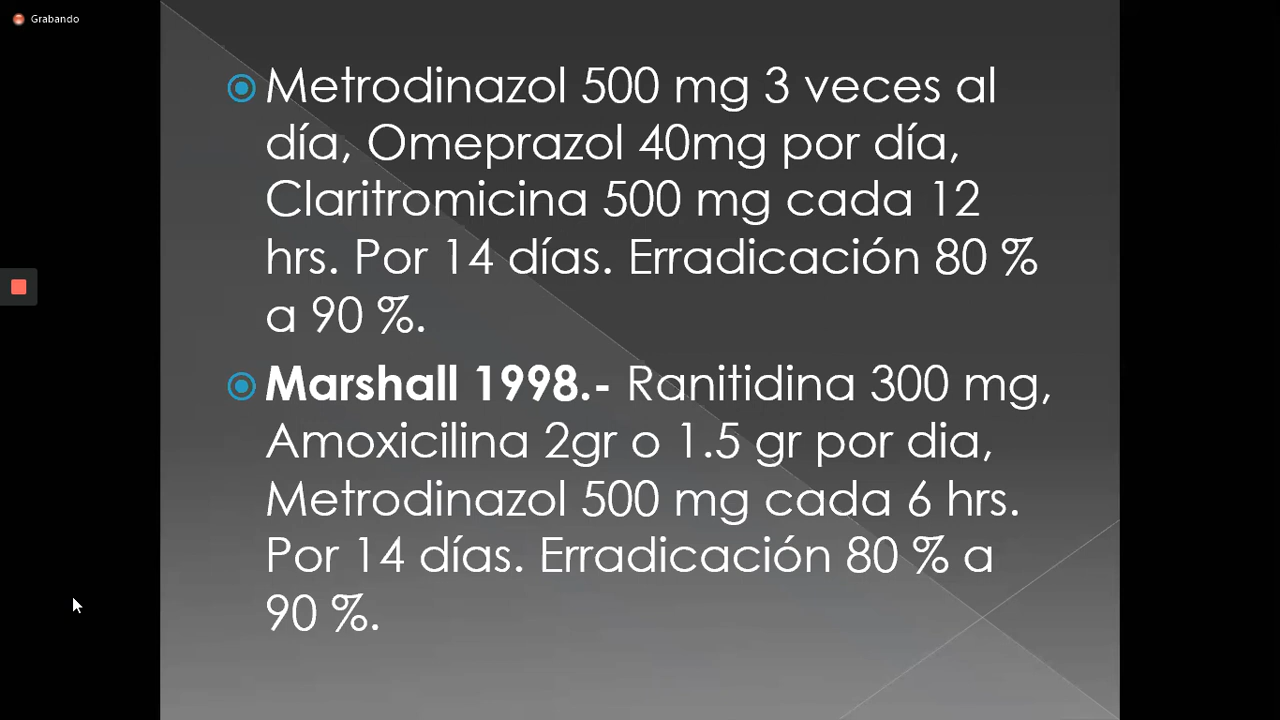 Grabando
Metrodinazol 500 mg 3 veces al
día, Omeprazol 40mg por día,
Claritromicina 500 mg cada 12
hrs. Por 14 días. Erradicación 80 %
a 90 %.
Marshall 1998.- Ranitidina 300 mg,
Amoxicilina 2gr o 1.5 gr por dia,
Metrodinazol 500 mg cada 6 hrs.
Por 14 días. Erradicación 80 % a
90 %.